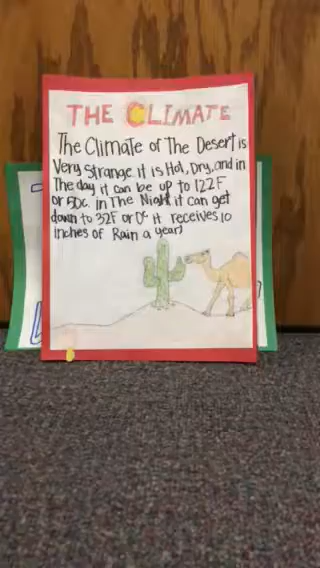 THE CLIMATE
The Climate of The Desert is
Very strange it is Hot, Dry, and in
The day it can be up to 122F
or 50c. in The Night it can get
down to 32F or 0c it receives 10
inches of Rain a year)